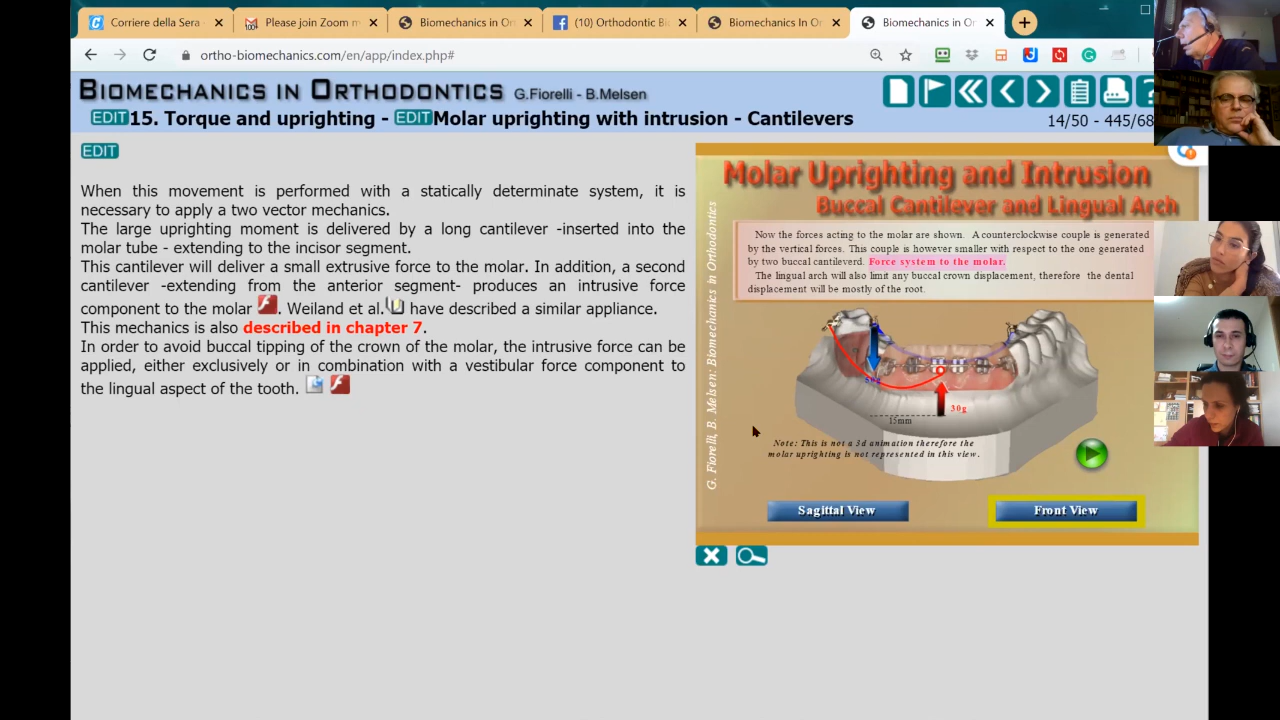 Corriere della Sera
Please join Zoom m
Biomechanics in Or
(10) Orthodontic Bi
Biomechanics In Or
Biomechanics in Or
ortho-biomechanics.com/en/app/index.php#
BIOMECHANICS IN ORTHODONTICS G.Fiorelli - B.Melsen
EDIT15. Torque and uprighting - EDITMolar uprighting with intrusion - Cantilevers
14/50 - 445/68
EDIT
When this movement is performed with a statically determinate system, it is
necessary to apply a two vector mechanics.
The large uprighting moment is delivered by a long cantilever -inserted into the
molar tube - extending to the incisor segment.
This cantilever will deliver a small extrusive force to the molar. In addition, a second
cantilever -extending from the anterior segment- produces an intrusive force
component to the molar . Weiland et al. have described a similar appliance.
This mechanics is also described in chapter 7.
In order to avoid buccal tipping of the crown of the molar, the intrusive force can be
applied, either exclusively or in combination with a vestibular force component to
the lingual aspect of the tooth.
Molar Uprighting and Intrusion
Buccal Cantilever and Lingual Arch
G. Fiorelli, B. Melsen: Biomechanics in Orthodontics
Now the forces acting to the molar are shown. A counterclockwise couple is generated
by the vertical forces. This couple is however smaller with respect to the one generated
by two buccal cantileverd. Force system to the molar.
The lingual arch will also limit any buccal crown displacement, therefore the dental
displacement will be mostly of the root.
30g
15mm
Note: This is not a 3d animation therefore the
molar uprighting is not represented in this view.
Sagittal View
Front View